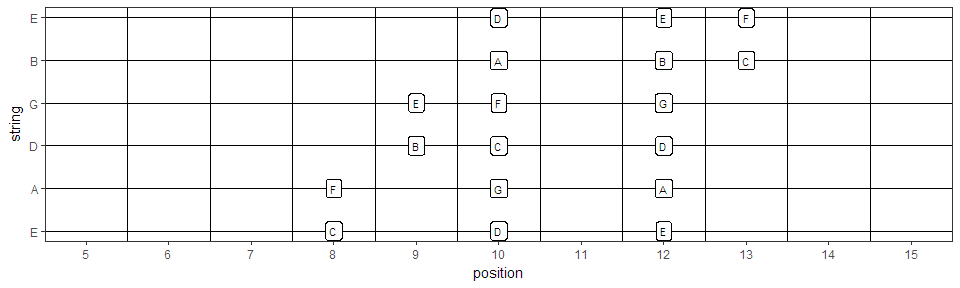 E D E F
B A B C
G E F G
D B C D
A F G A
E C D E
5 6 7 8 9 10 11 12 13 14 15
position
string